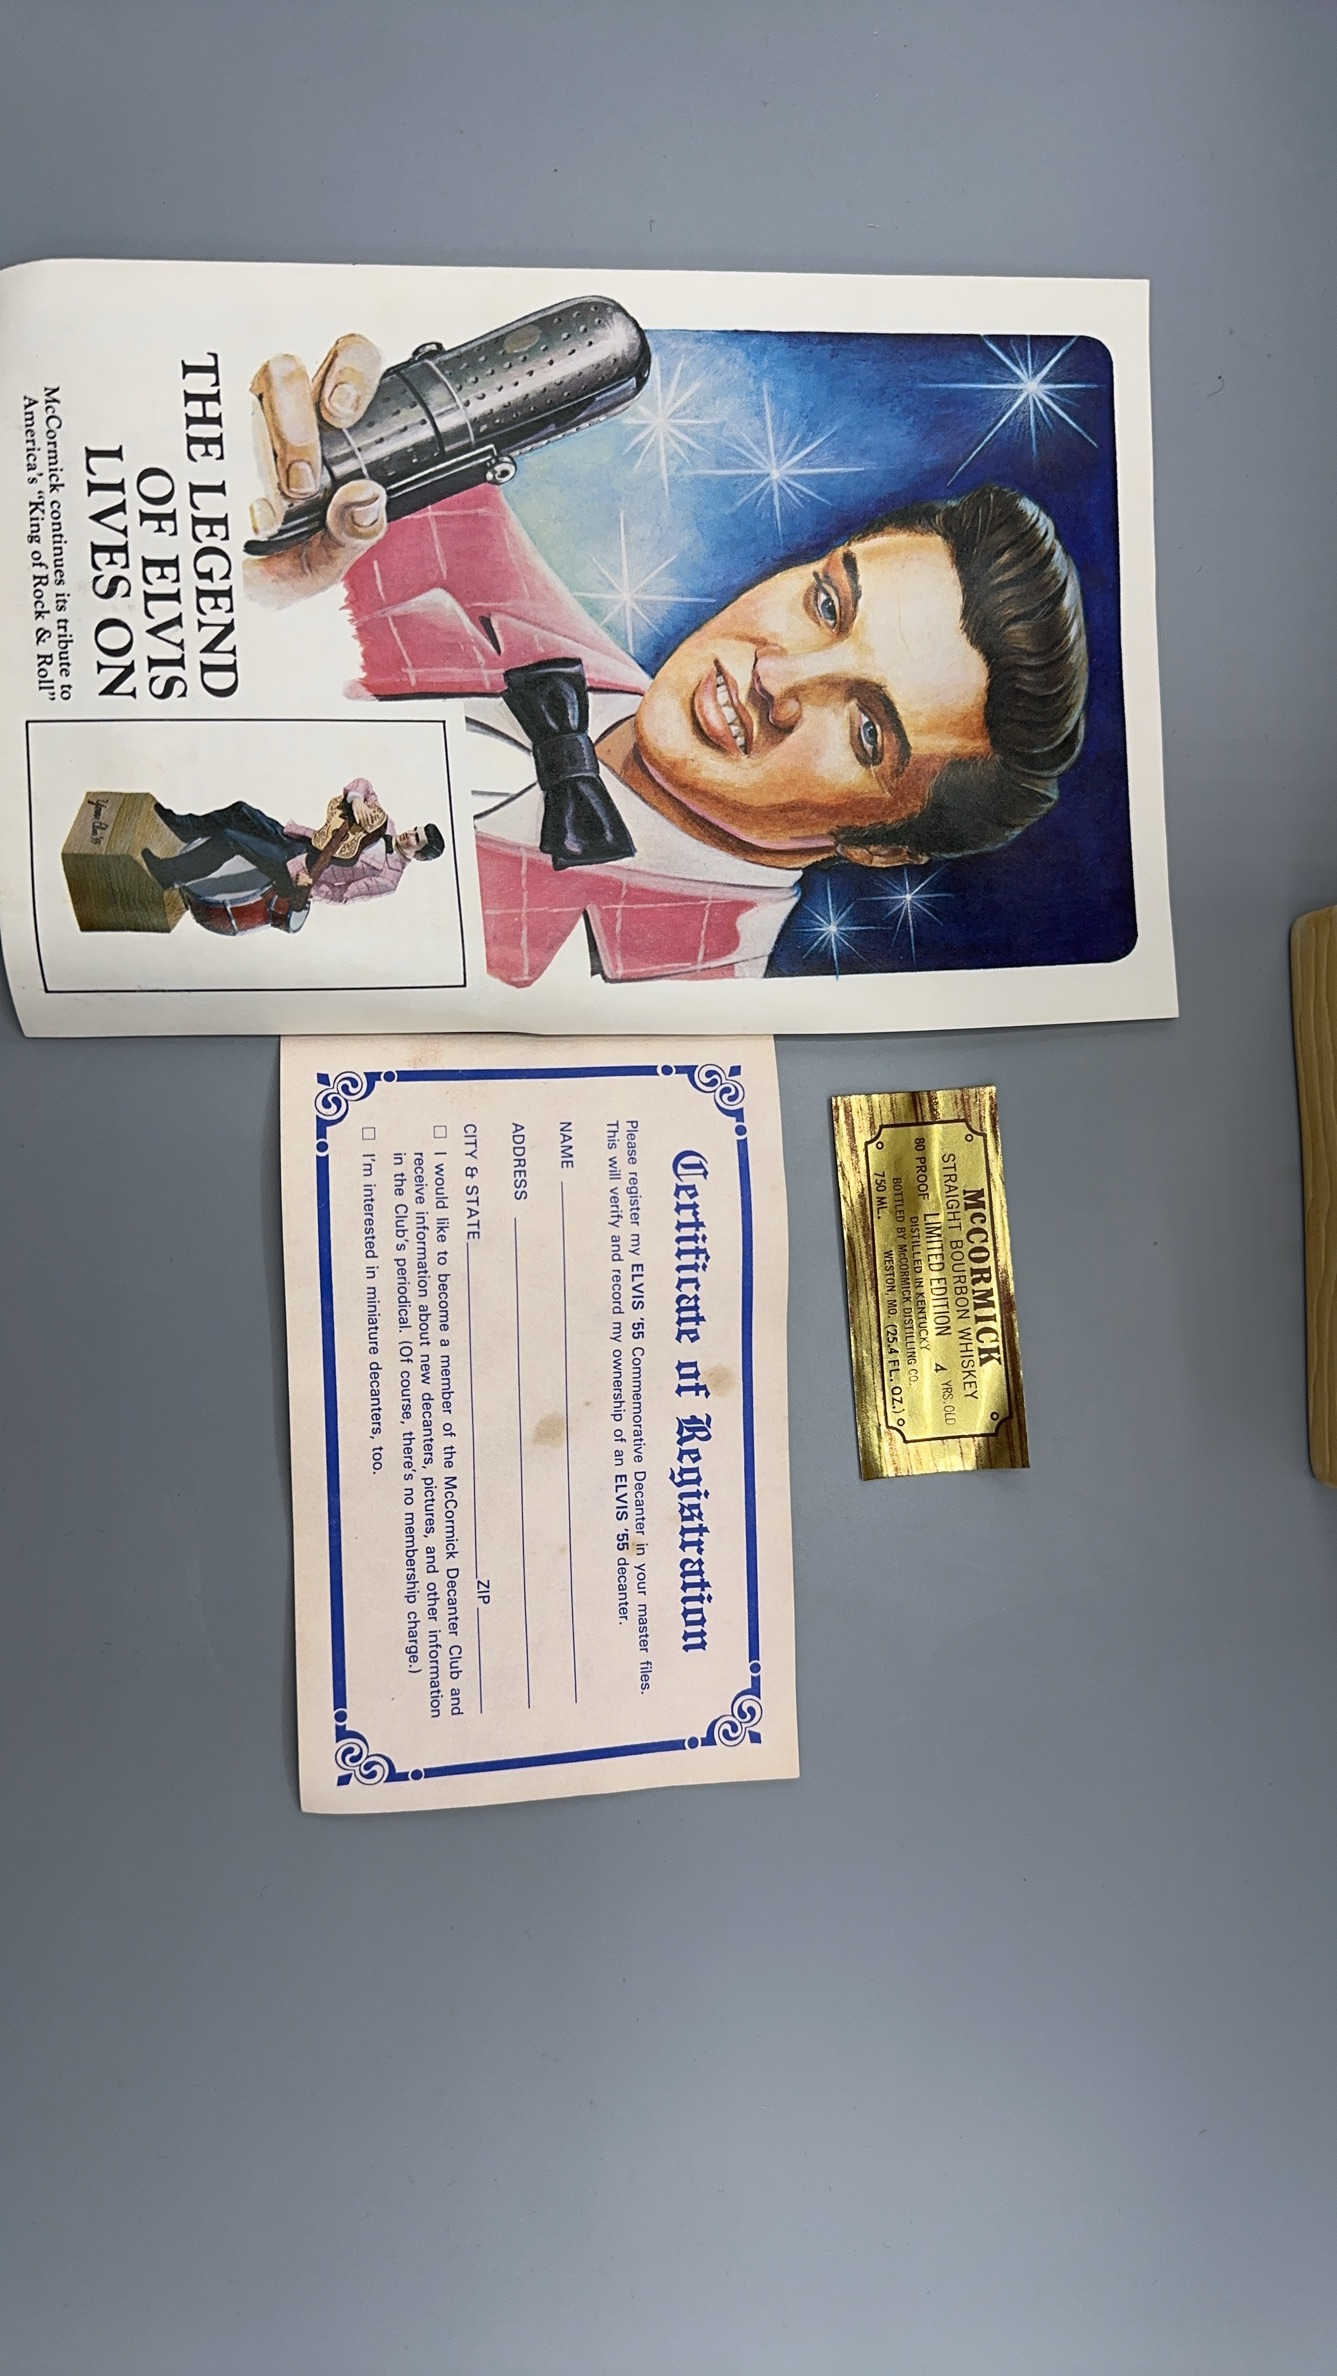 THE LEGEND
OF ELVIS
LIVES ON
McCormick continues its tribute to
America's "King of Rock & Roll"
Yours Elvis '55
McCORMICK
STRAIGHT BOURBON WHISKEY
LIMITED EDITION 4 YRS. OLD
80 PROOF DISTILLED IN KENTUCKY
BOTTLED BY McCORMICK DISTILLING CO.
750 ML. WESTON, MO. (25.4 FL. OZ.)
Certificate of Registration
Please register my ELVIS '55 Commemorative Decanter in your master files.
This will verify and record my ownership of an ELVIS '55 decanter.
NAME
ADDRESS
CITY & STATE ZIP
☐ I would like to become a member of the McCormick Decanter Club and
receive information about new decanters, pictures, and other information
in the Club's periodical. (Of course, there's no membership charge.)
☐ I'm interested in miniature decanters, too.